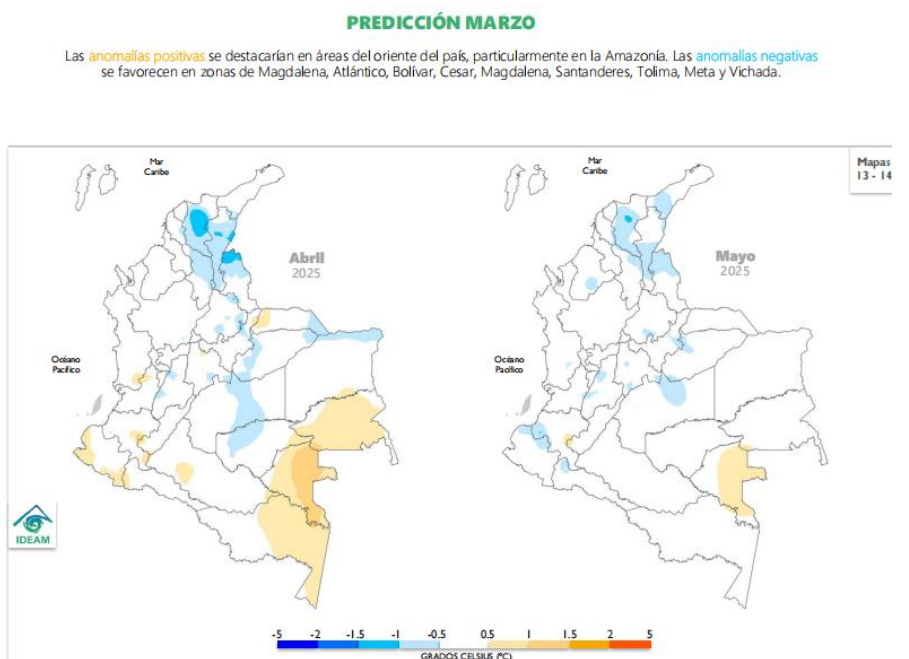 PREDICCIÓN MARZO
Las anomalías positivas se destacarían en áreas del oriente del país, particularmente en la Amazonía. Las anomalías negativas
se favorecen en zonas de Magdalena, Atlántico, Bolívar, Cesar, Magdalena, Santanderes, Tolima, Meta y Vichada.
Mar
Caribe
Mar
Caribe
Mapas
13 - 14
Abril
2025
Mayo
2025
Océano
Pacífico
Océano
Pacífico
IDEAM
-5 -2 -1.5 -1 -0.5 0.5 1 1.5 2 5
GRADOS CELSIUS (°C)